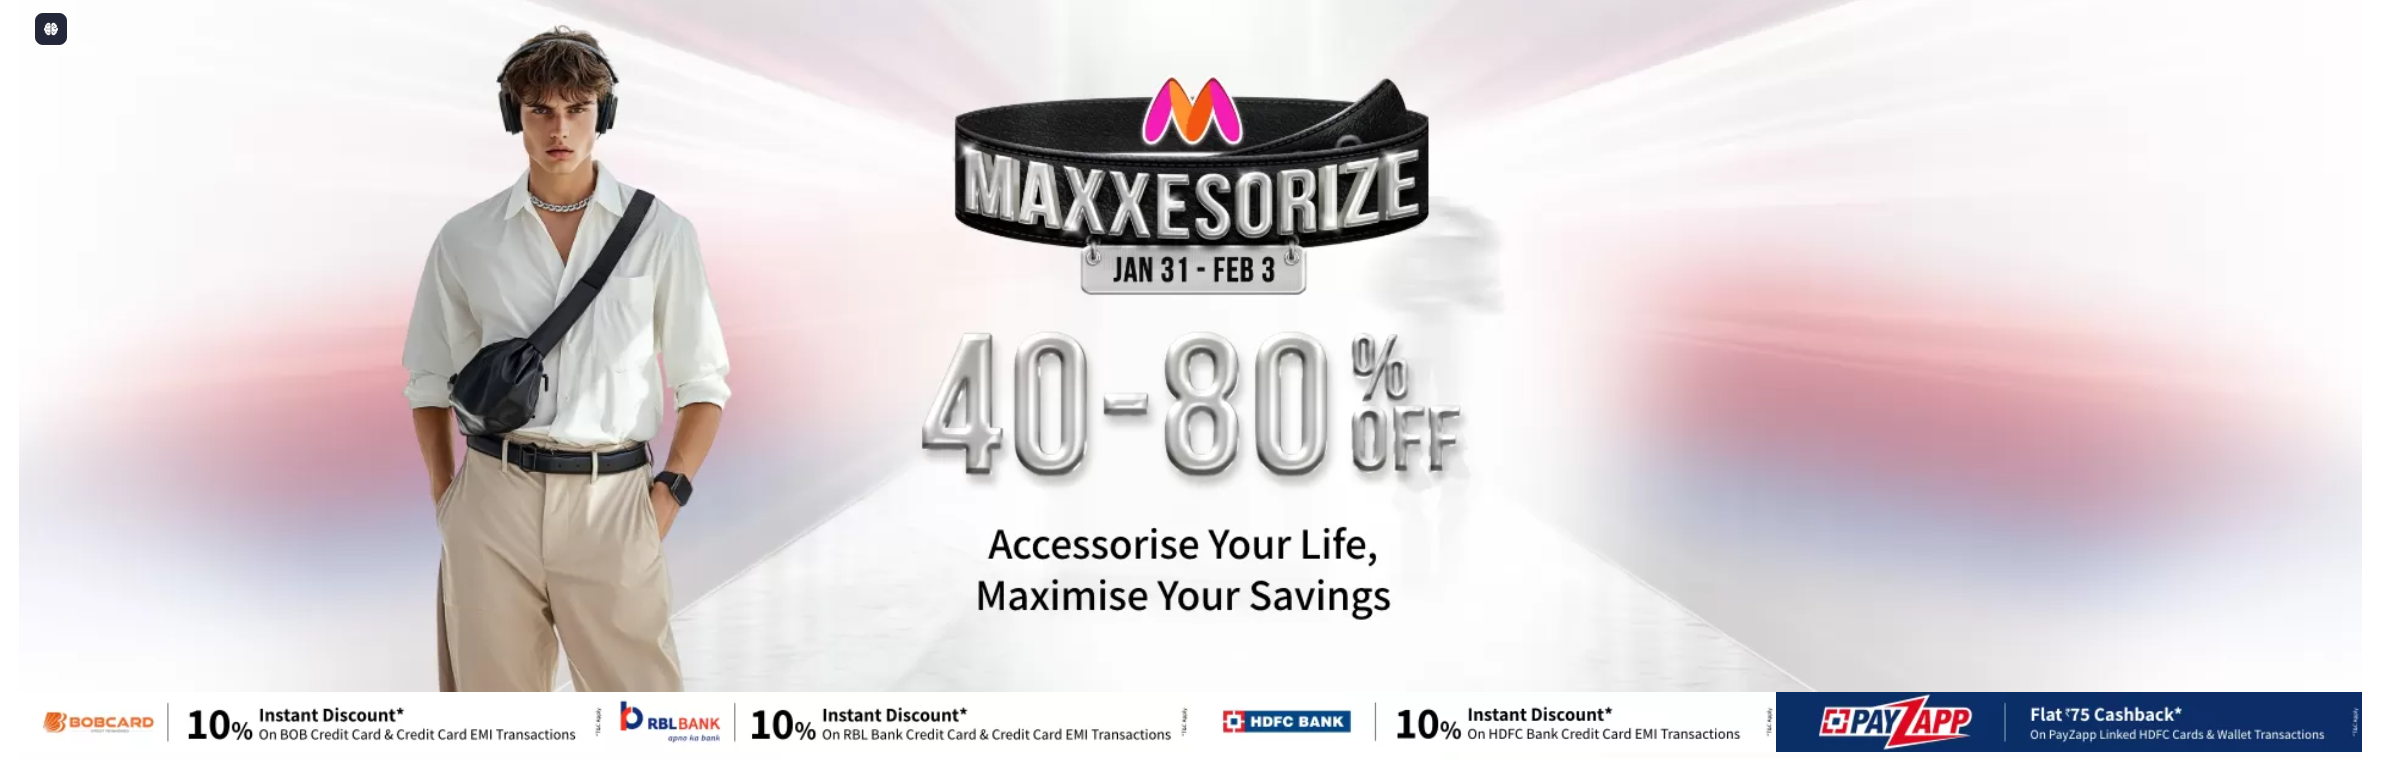 MAXXESORIZE
JAN 31 - FEB 3
40-80% OFF
Accessorise Your Life,
Maximise Your Savings
BOBCARD
10% Instant Discount*
On BOB Credit Card & Credit Card EMI Transactions
RBL BANK
apno ka bank
10% Instant Discount*
On RBL Bank Credit Card & Credit Card EMI Transactions
HDFC BANK
10% Instant Discount*
On HDFC Bank Credit Card EMI Transactions
PAYZAPP
Flat ₹75 Cashback*
On PayZapp Linked HDFC Cards & Wallet Transactions